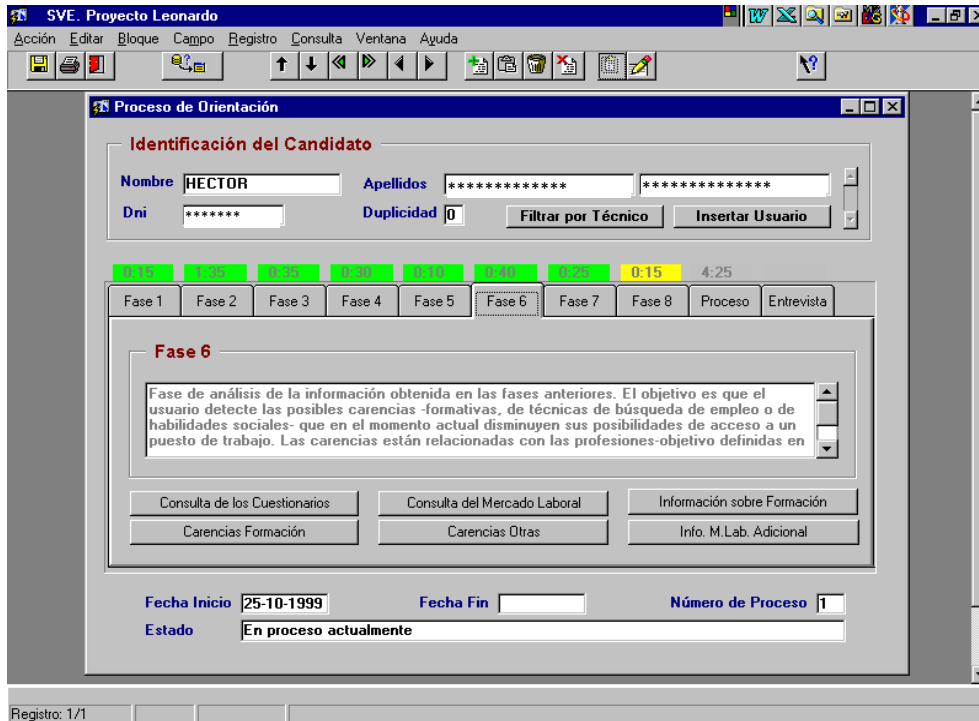 SVE. Proyecto Leonardo
Acción Editar Bloque Campo Registro Consulta Ventana Ayuda
Proceso de Orientación
Identificación del Candidato
Nombre HECTOR Apellidos ************* **************
Dni ******* Duplicidad 0 Filtrar por Técnico Insertar Usuario
0:15 1:35 0:35 0:30 0:10 0:40 0:25 0:15 4:25
Fase 1 Fase 2 Fase 3 Fase 4 Fase 5 Fase 6 Fase 7 Fase 8 Proceso Entrevista
Fase 6
Fase de análisis de la información obtenida en las fases anteriores. El objetivo es que el
usuario detecte las posibles carencias -formativas, de técnicas de búsqueda de empleo o de
habilidades sociales- que en el momento actual disminuyen sus posibilidades de acceso a un
puesto de trabajo. Las carencias están relacionadas con las profesiones-objetivo definidas en
Consulta de los Cuestionarios Consulta del Mercado Laboral Información sobre Formación
Carencias Formación Carencias Otras Info. M.Lab. Adicional
Fecha Inicio 25-10-1999 Fecha Fin Número de Proceso 1
Estado En proceso actualmente
Registro: 1/1